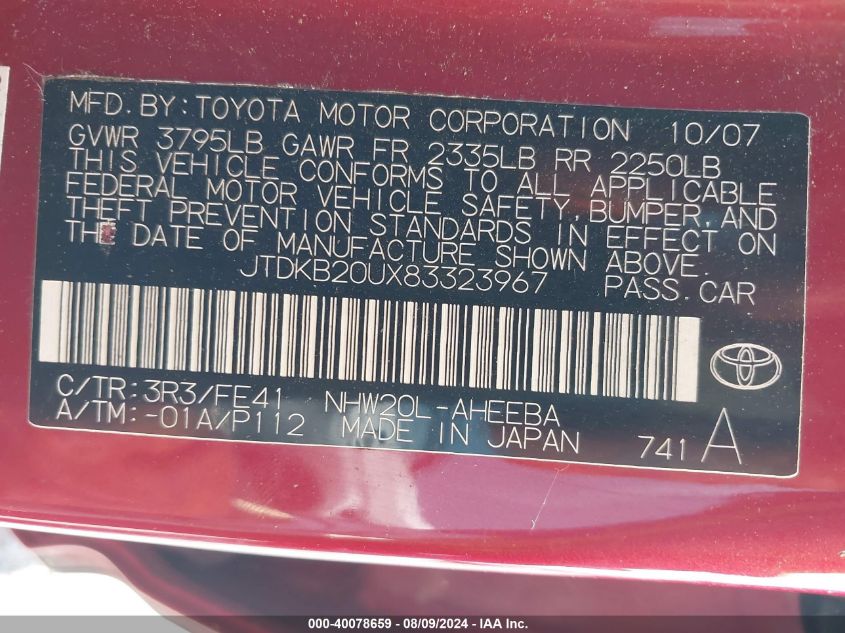 MFD. BY: TOYOTA MOTOR CORPORATION 10/07
GVWR 3795LB GAWR FR 2335LB RR 2250LB
THIS VEHICLE CONFORMS TO ALL APPLICABLE
FEDERAL MOTOR VEHICLE SAFETY, BUMPER, AND
THEFT PREVENTION STANDARDS IN EFFECT ON
THE DATE OF MANUFACTURE SHOWN ABOVE.
JTDKB20UX83323967 PASS. CAR
C/TR: 3R3/FE41 NHW20L-AHEEBA
A/TM: -01A/P112 MADE IN JAPAN 741 A
000-40078659 - 08/09/2024 - IAA Inc.